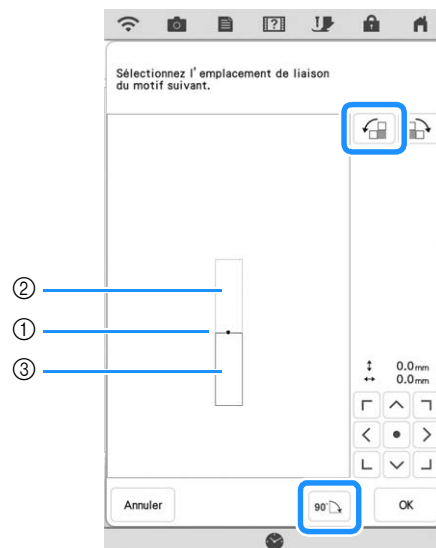 Sélectionnez l'emplacement de liaison
du motif suivant.
②
①
③
0.0mm
0.0mm
Annuler
90°
OK